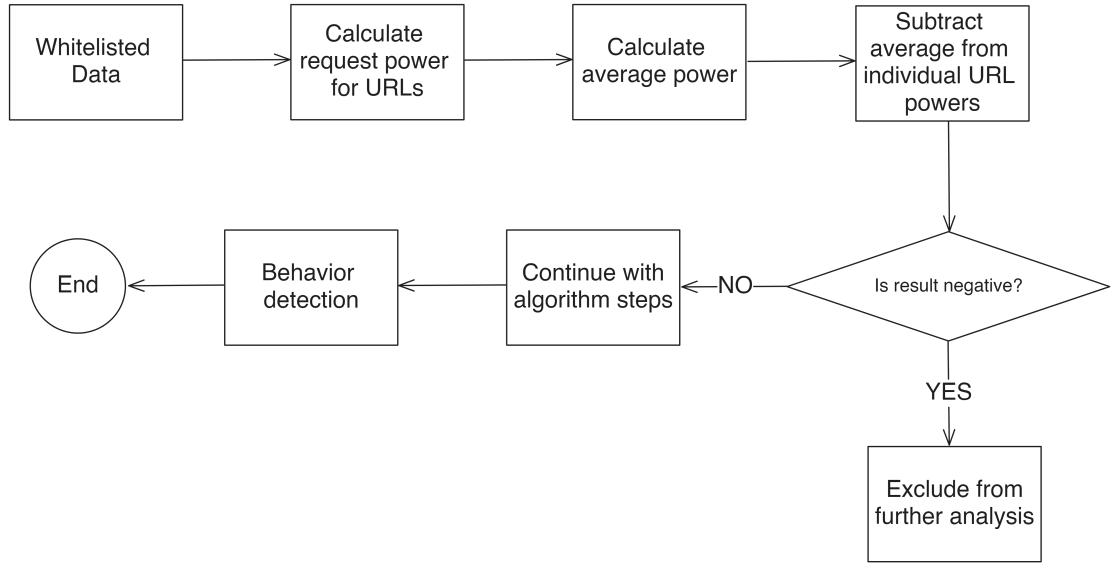 Whitelisted
Data
Calculate
request power
for URLs
Calculate
average power
Subtract
average from
individual URL
powers
End
Behavior
detection
Continue with
algorithm steps
NO
Is result negative?
YES
Exclude from
further analysis